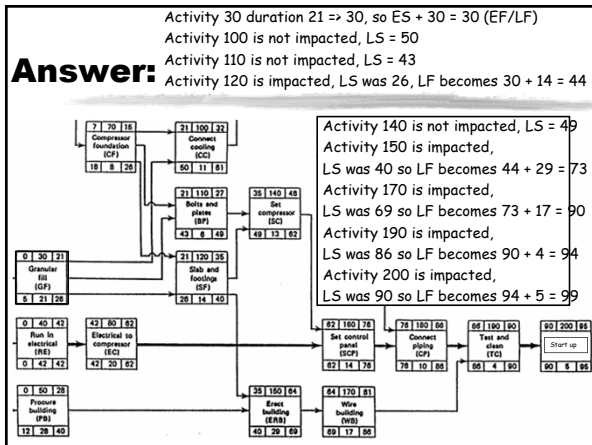 Activity 30 duration 21 => 30, so ES + 30 = 30 (EF/LF)
Activity 100 is not impacted, LS = 50
Activity 110 is not impacted, LS = 43
Answer:
Activity 120 is impacted, LS was 26, LF becomes 30 + 14 = 44
Activity 140 is not impacted, LS = 49
Activity 150 is impacted,
LS was 40 so LF becomes 44 + 29 = 73
Activity 170 is impacted,
LS was 69 so LF becomes 73 + 17 = 90
Activity 190 is impacted,
LS was 86 so LF becomes 90 + 4 = 94
Activity 200 is impacted,
LS was 90 so LF becomes 94 + 5 = 99
7 70 15
Compressor
foundation
(CF)
18 8 26
21 100 32
Connect
cooling
(CC)
50 11 61
21 110 27
Bolts and
plates
(BP)
43 6 49
35 140 48
Set
compressor
(SC)
49 13 62
0 30 21
Granular
fill
(GF)
5 21 26
21 120 35
Slab and
footings
(SF)
26 14 40
0 40 42
Run in
electrical
(RE)
0 42 42
42 80 62
Electrical to
compressor
(EC)
42 20 62
62 160 76
Set control
panel
(SCP)
62 14 76
76 180 86
Connect
piping
(CP)
76 10 86
86 190 90
Test and
clean
(TC)
86 4 90
90 200 95
Start up
90 5 95
0 50 28
Procure
building
(PB)
12 28 40
35 150 64
Erect
building
(ERB)
40 29 69
64 170 81
Wire
building
(WB)
69 17 86